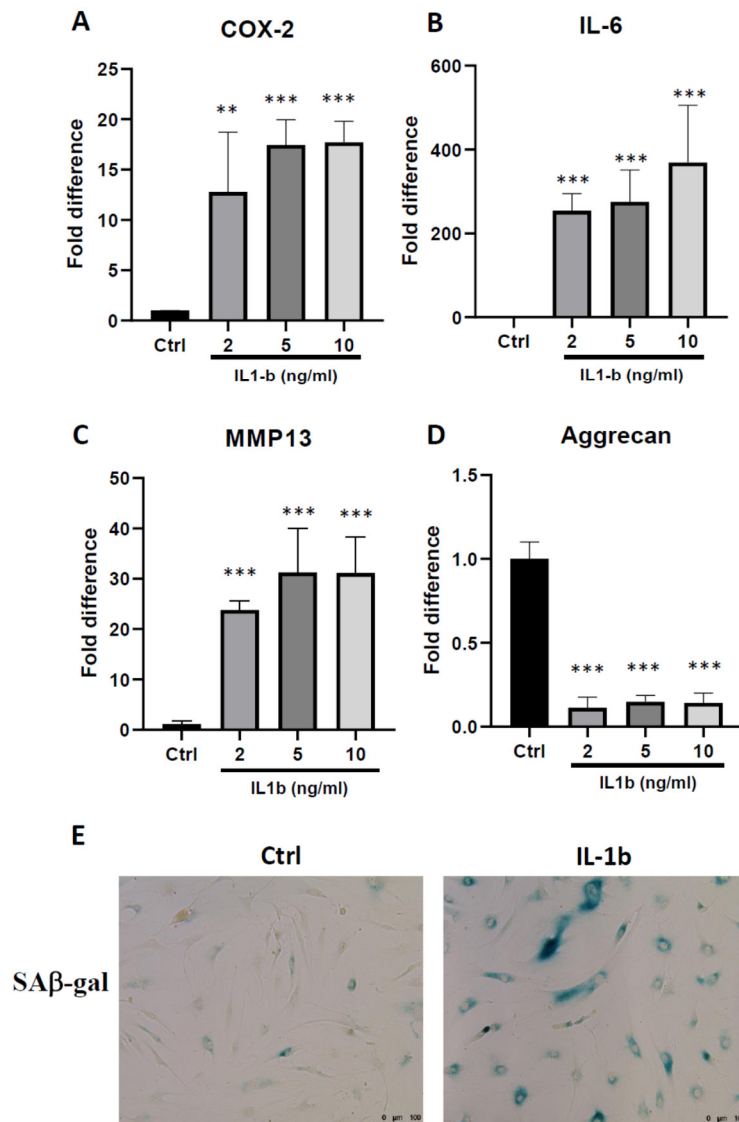 A
COX-2
Fold difference
25
20
15
10
5
0
**
***
***
Ctrl
2
5
10
IL1-b (ng/ml)
B
IL-6
Fold difference
600
400
200
0
***
***
***
Ctrl
2
5
10
IL1-b (ng/ml)
C
MMP13
Fold difference
50
40
30
20
10
0
***
***
***
Ctrl
2
5
10
IL1b (ng/ml)
D
Aggrecan
Fold difference
1.5
1.0
0.5
0.0
***
***
***
Ctrl
2
5
10
IL1b (ng/ml)
E
Ctrl
IL-1b
SAβ-gal
0 µm 100
0 µm 100